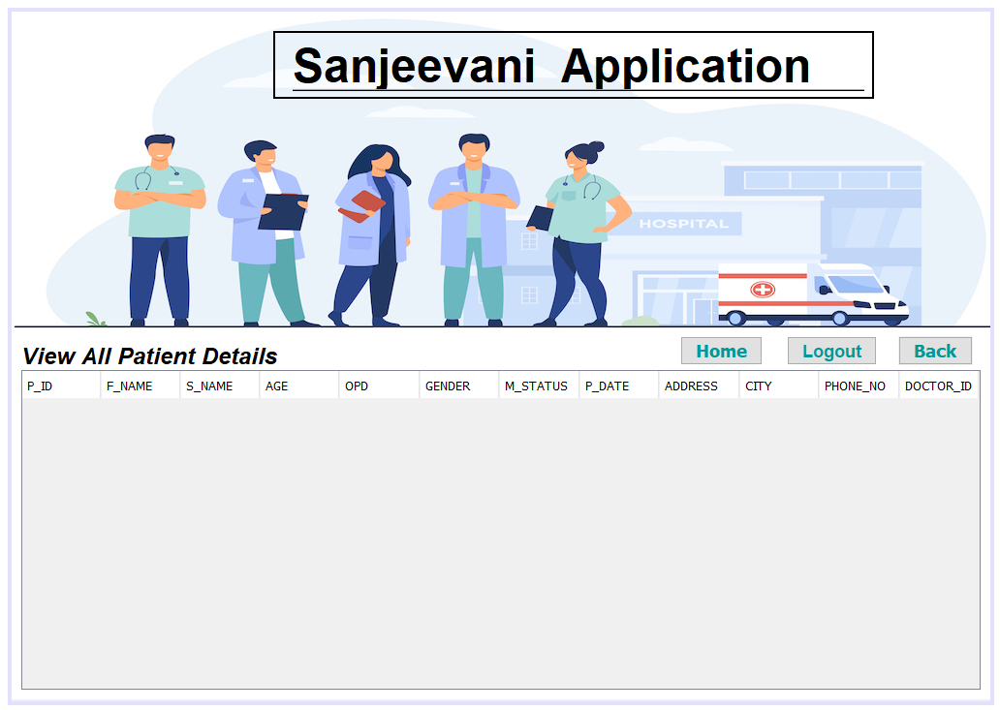 Sanjeevani Application
HOSPITAL
View All Patient Details
Home Logout Back
P_ID F_NAME S_NAME AGE OPD GENDER M_STATUS P_DATE ADDRESS CITY PHONE_NO DOCTOR_ID